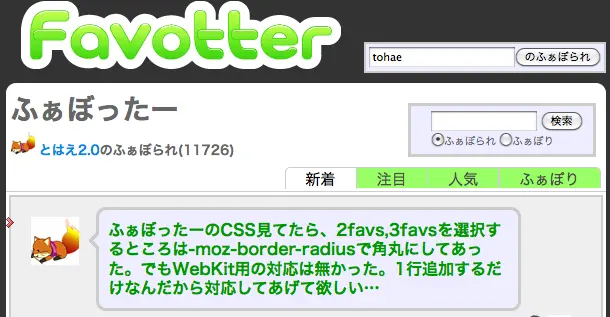 Favotter
tohae のふぁぼられ
ふぁぼったー
とはえ2.0のふぁぼられ(11726)
検索
ふぁぼられ ふぁぼり
新着 注目 人気 ふぁぼり
ふぁぼったーのCSS見てたら、2favs,3favsを選択す
るところは-moz-border-radiusで角丸にしてあっ
た。でもWebKit用の対応は無かった。1行追加するだ
けなんだから対応してあげて欲しい…